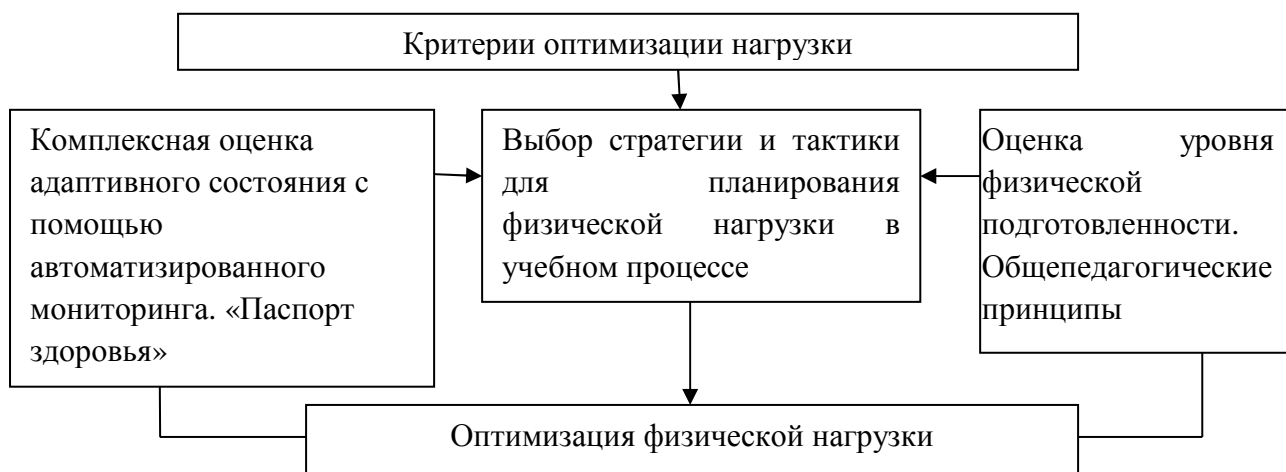 Критерии оптимизации нагрузки
Комплексная оценка
адаптивного состояния с
помощью
автоматизированного
мониторинга. «Паспорт
здоровья»
Выбор стратегии и тактики
для планирования
физической нагрузки в
учебном процессе
Оценка уровня
физической
подготовленности.
Общепедагогические
принципы
Оптимизация физической нагрузки